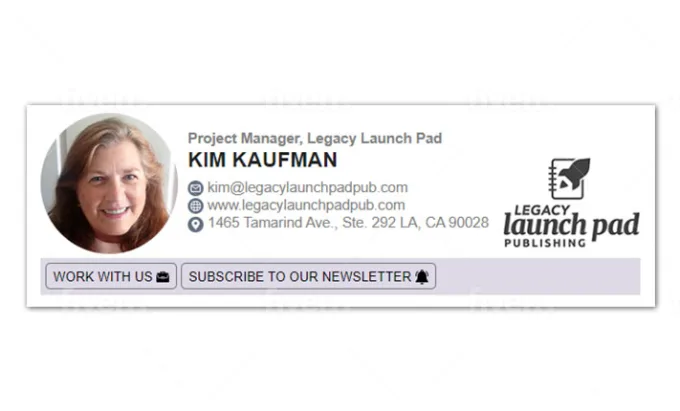 Project Manager, Legacy Launch Pad
KIM KAUFMAN
kim@legacylaunchpadpub.com
www.legacylaunchpadpub.com
1465 Tamarind Ave., Ste. 292 LA, CA 90028
LEGACY
launch pad
PUBLISHING
WORK WITH US
SUBSCRIBE TO OUR NEWSLETTER